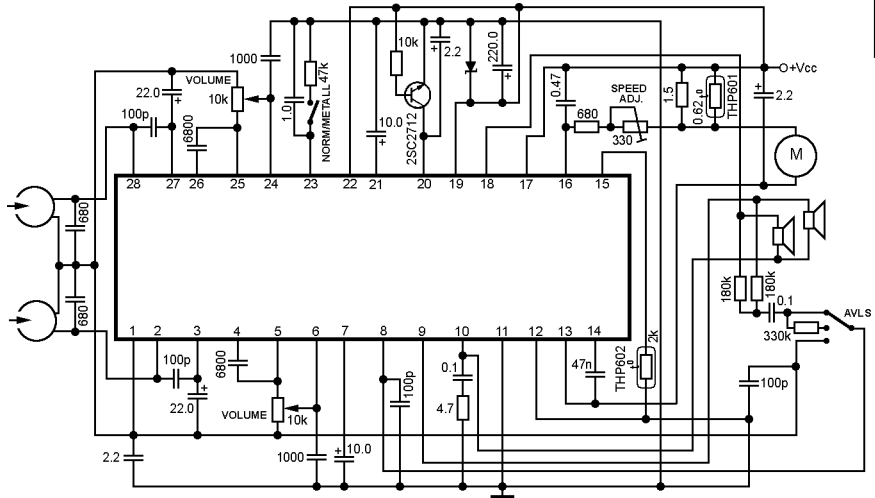 1000
VOLUME
22.0
+
10k
100p
6800
1.0
47k
NORM/METALL
10.0
+
10k
+
2.2
2SC2712
220.0
+
0.47
680
SPEED
ADJ.
330
1.5
0.62
t°
THP601
+Vcc
+
2.2
M
28 27 26 25 24 23 22 21 20 19 18 17 16 15
680
680
1 2 3 4 5 6 7 8 9 10 11 12 13 14
100p
+
22.0
6800
VOLUME
10k
2.2
1000
+
10.0
100p
0.1
4.7
47n
THP602
t°
2k
180k
180k
0.1
AVLS
330k
100p